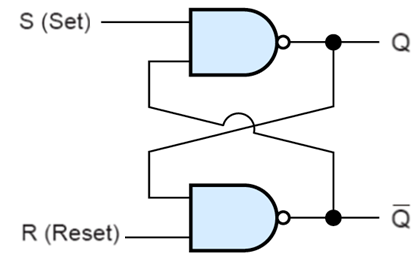 S (Set)
Q
R (Reset)
Q̅